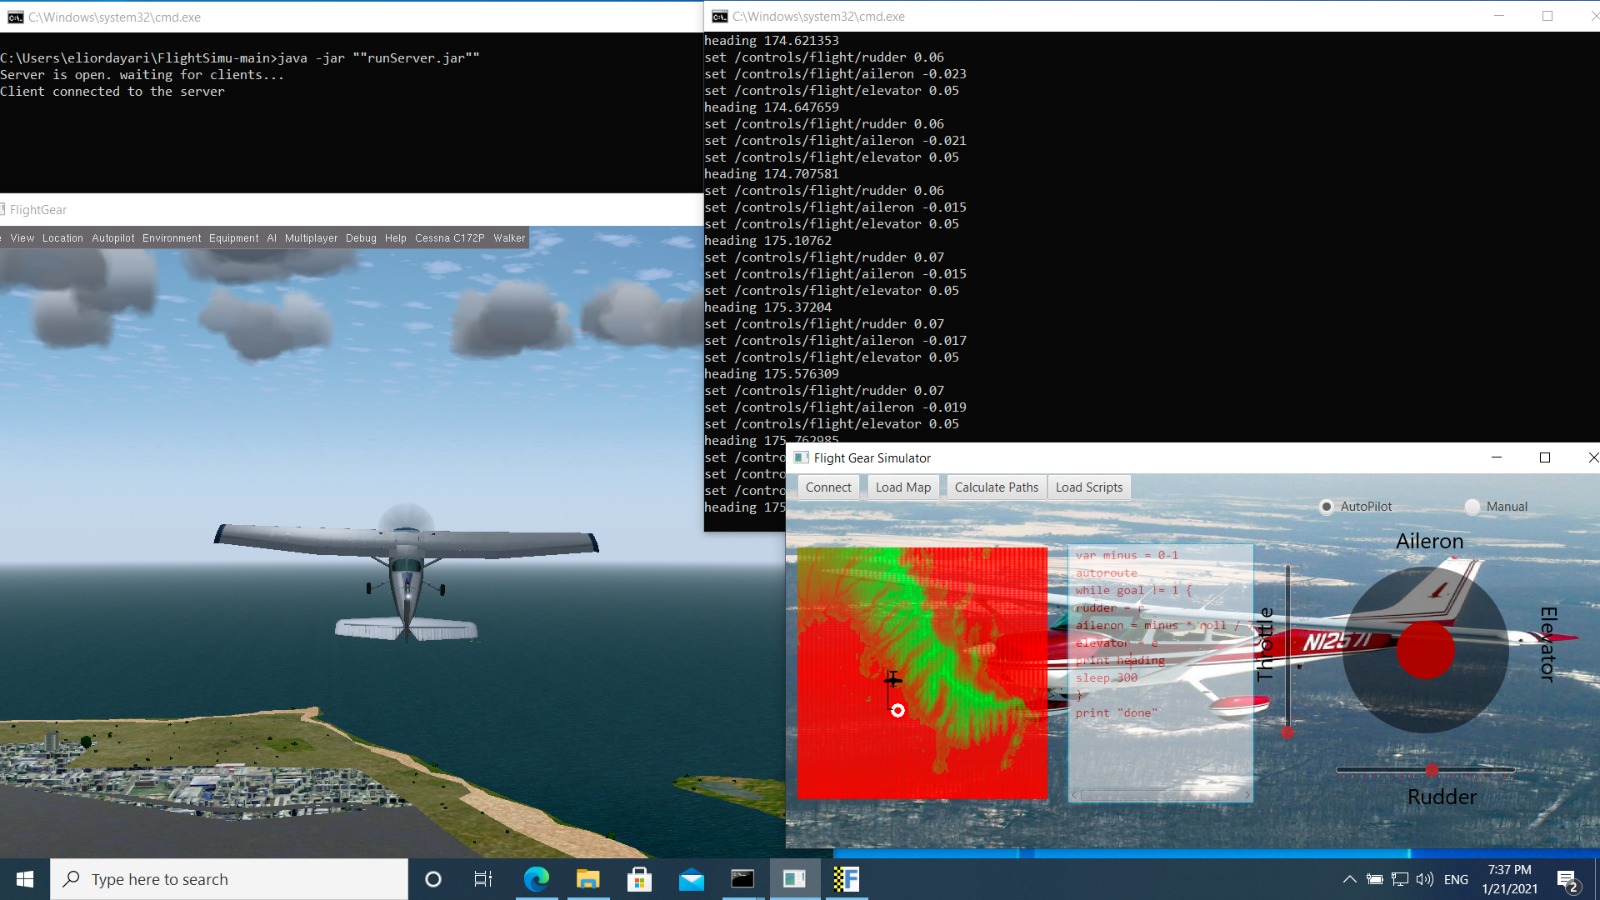 C:\Windows\system32\cmd.exe
C:\Users\eliordayari\FlightSimu-main>java -jar ""runServer.jar""
Server is open. waiting for clients...
Client connected to the server
FlightGear
View Location Autopilot Environment Equipment AI Multiplayer Debug Help Cessna C172P Walker
C:\Windows\system32\cmd.exe
heading 174.621353
set /controls/flight/rudder 0.06
set /controls/flight/aileron -0.023
set /controls/flight/elevator 0.05
heading 174.647659
set /controls/flight/rudder 0.06
set /controls/flight/aileron -0.021
set /controls/flight/elevator 0.05
heading 174.707581
set /controls/flight/rudder 0.06
set /controls/flight/aileron -0.015
set /controls/flight/elevator 0.05
heading 175.10762
set /controls/flight/rudder 0.07
set /controls/flight/aileron -0.015
set /controls/flight/elevator 0.05
heading 175.37204
set /controls/flight/rudder 0.07
set /controls/flight/aileron -0.017
set /controls/flight/elevator 0.05
heading 175.576309
set /controls/flight/rudder 0.07
set /controls/flight/aileron -0.019
set /controls/flight/elevator 0.05
heading 175.762985
set /contro
set /contro
set /contro
heading 175
Flight Gear Simulator
Connect Load Map Calculate Paths Load Scripts
AutoPilot Manual
Aileron
var minus = 0-1
autoroute
while goal != 1 {
rudder =
aileron = minus * roll /
elevator = e
print heading
sleep 300
}
print "done"
Throttle
N12571
Elevator
Rudder
Type here to search
ENG
7:37 PM
1/21/2021
2